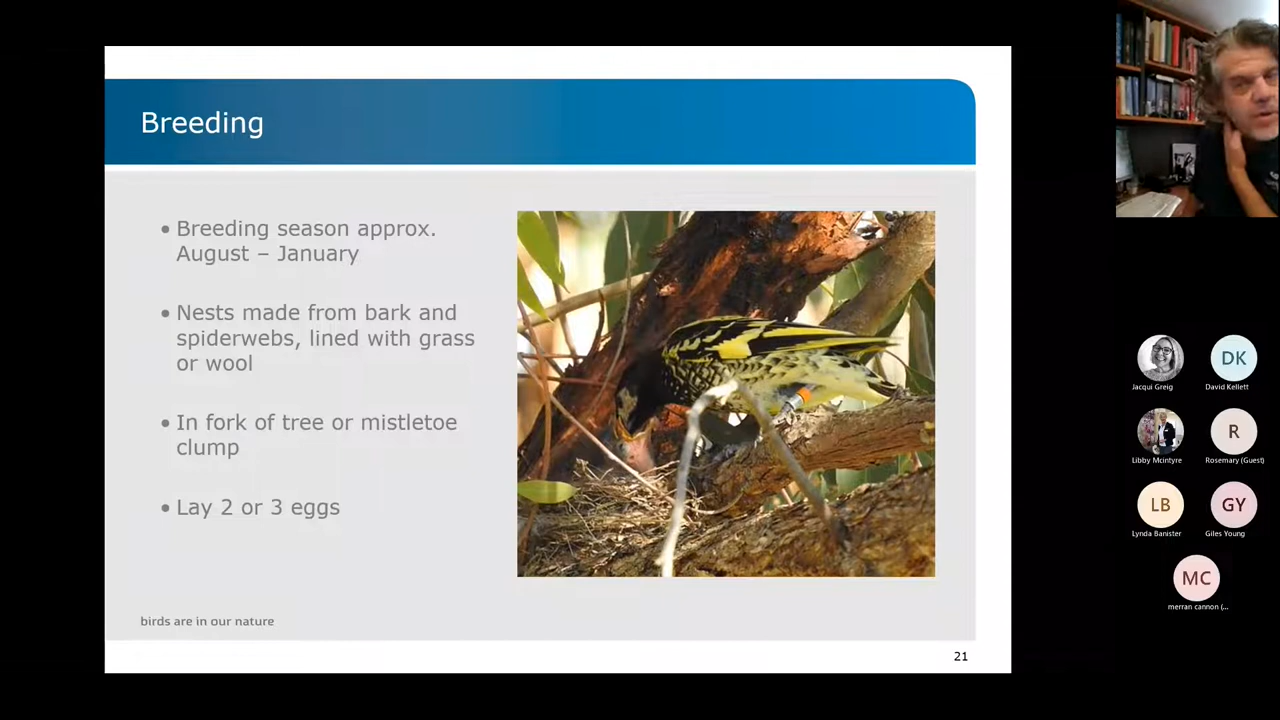 Breeding
• Breeding season approx.
August – January
• Nests made from bark and
spiderwebs, lined with grass
or wool
• In fork of tree or mistletoe
clump
• Lay 2 or 3 eggs
birds are in our nature
21
Jacqui Greig
DK
David Kellett
Libby Mcintyre
R
Rosemary (Guest)
LB
Lynda Banister
GY
Giles Young
MC
merran cannon (...